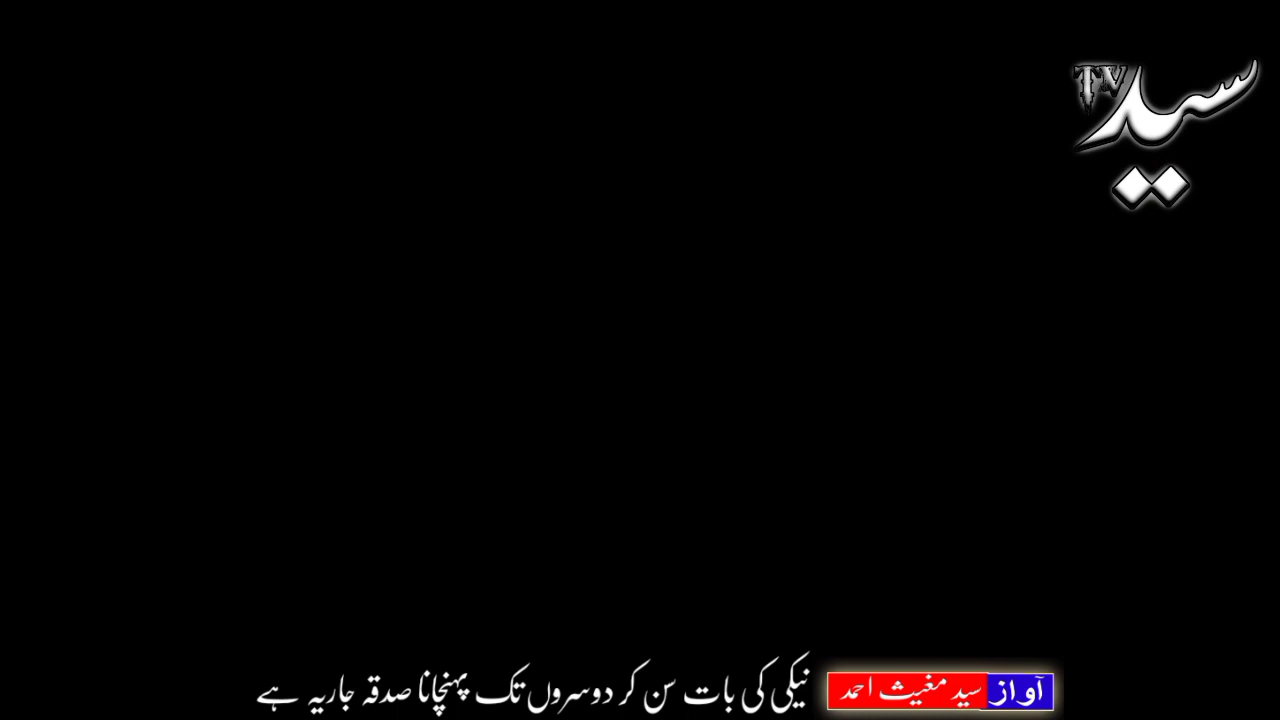 سید TV
آواز سید مغیث احمد نیکی کی بات سن کر دوسروں تک پہنچانا صدقہ جاریہ ہے